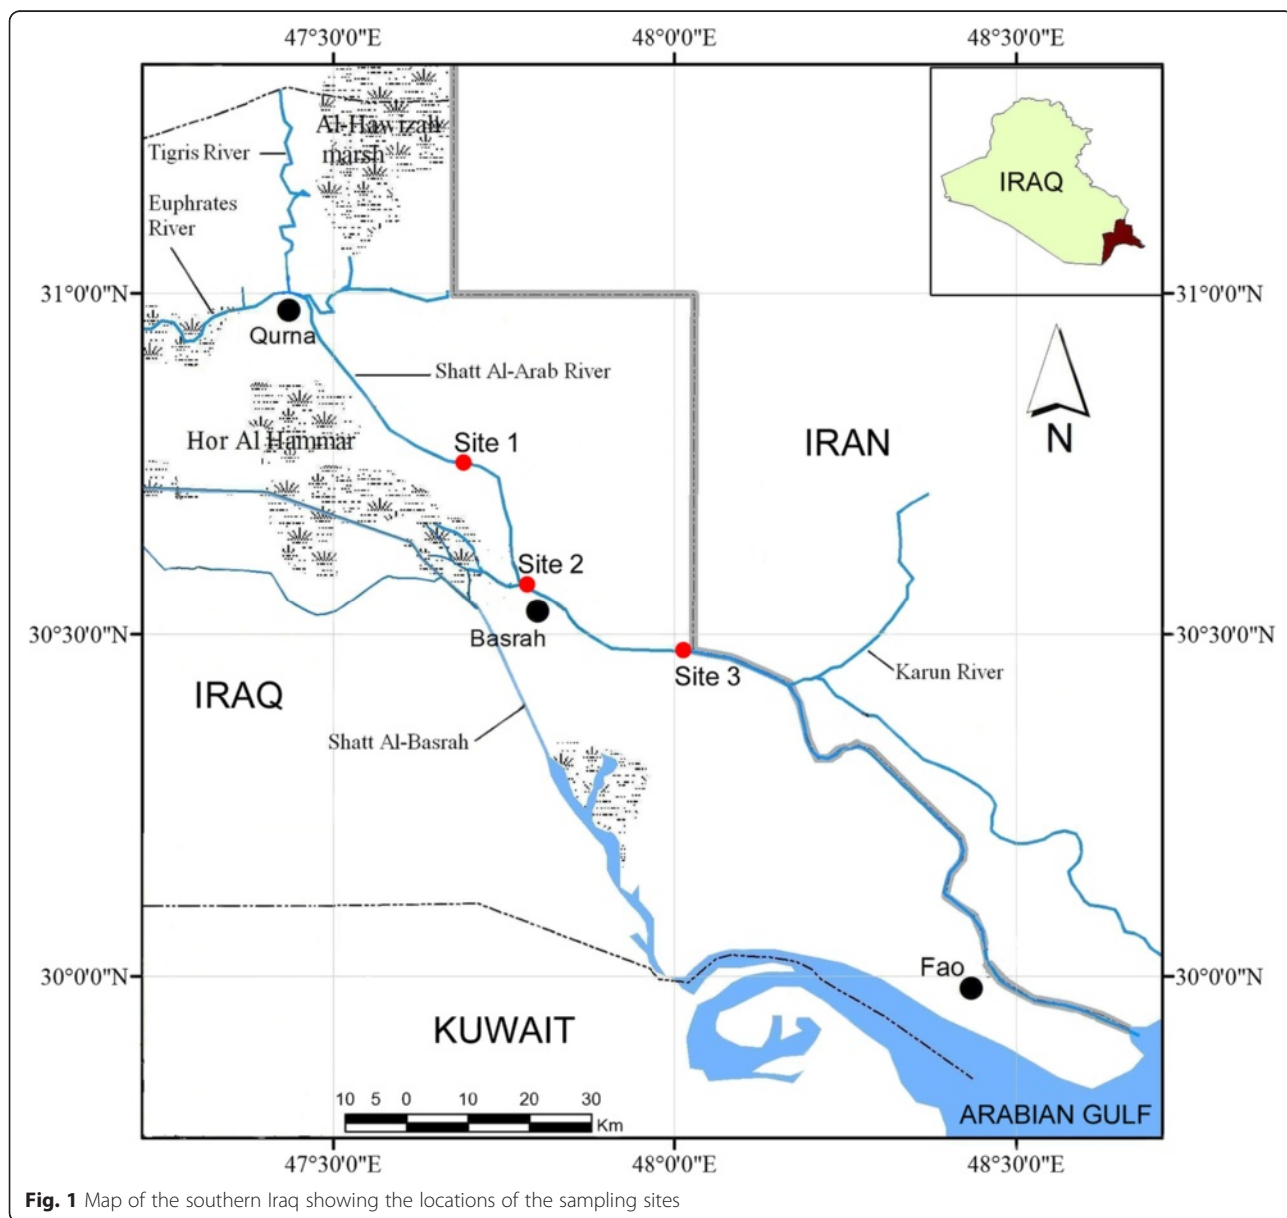 47°30'0"E
48°0'0"E
48°30'0"E
Al-Hawizah
marsh
Tigris River
Euphrates
River
IRAQ
31°0'0"N
31°0'0"N
Qurna
Shatt Al-Arab River
Hor Al Hammar
Site 1
IRAN
N
Site 2
Basrah
30°30'0"N
30°30'0"N
Site 3
Karun River
IRAQ
Shatt Al-Basrah
Fao
30°0'0"N
30°0'0"N
KUWAIT
10 5 0 10 20 30
Km
ARABIAN GULF
47°30'0"E
48°0'0"E
48°30'0"E
Fig. 1 Map of the southern Iraq showing the locations of the sampling sites